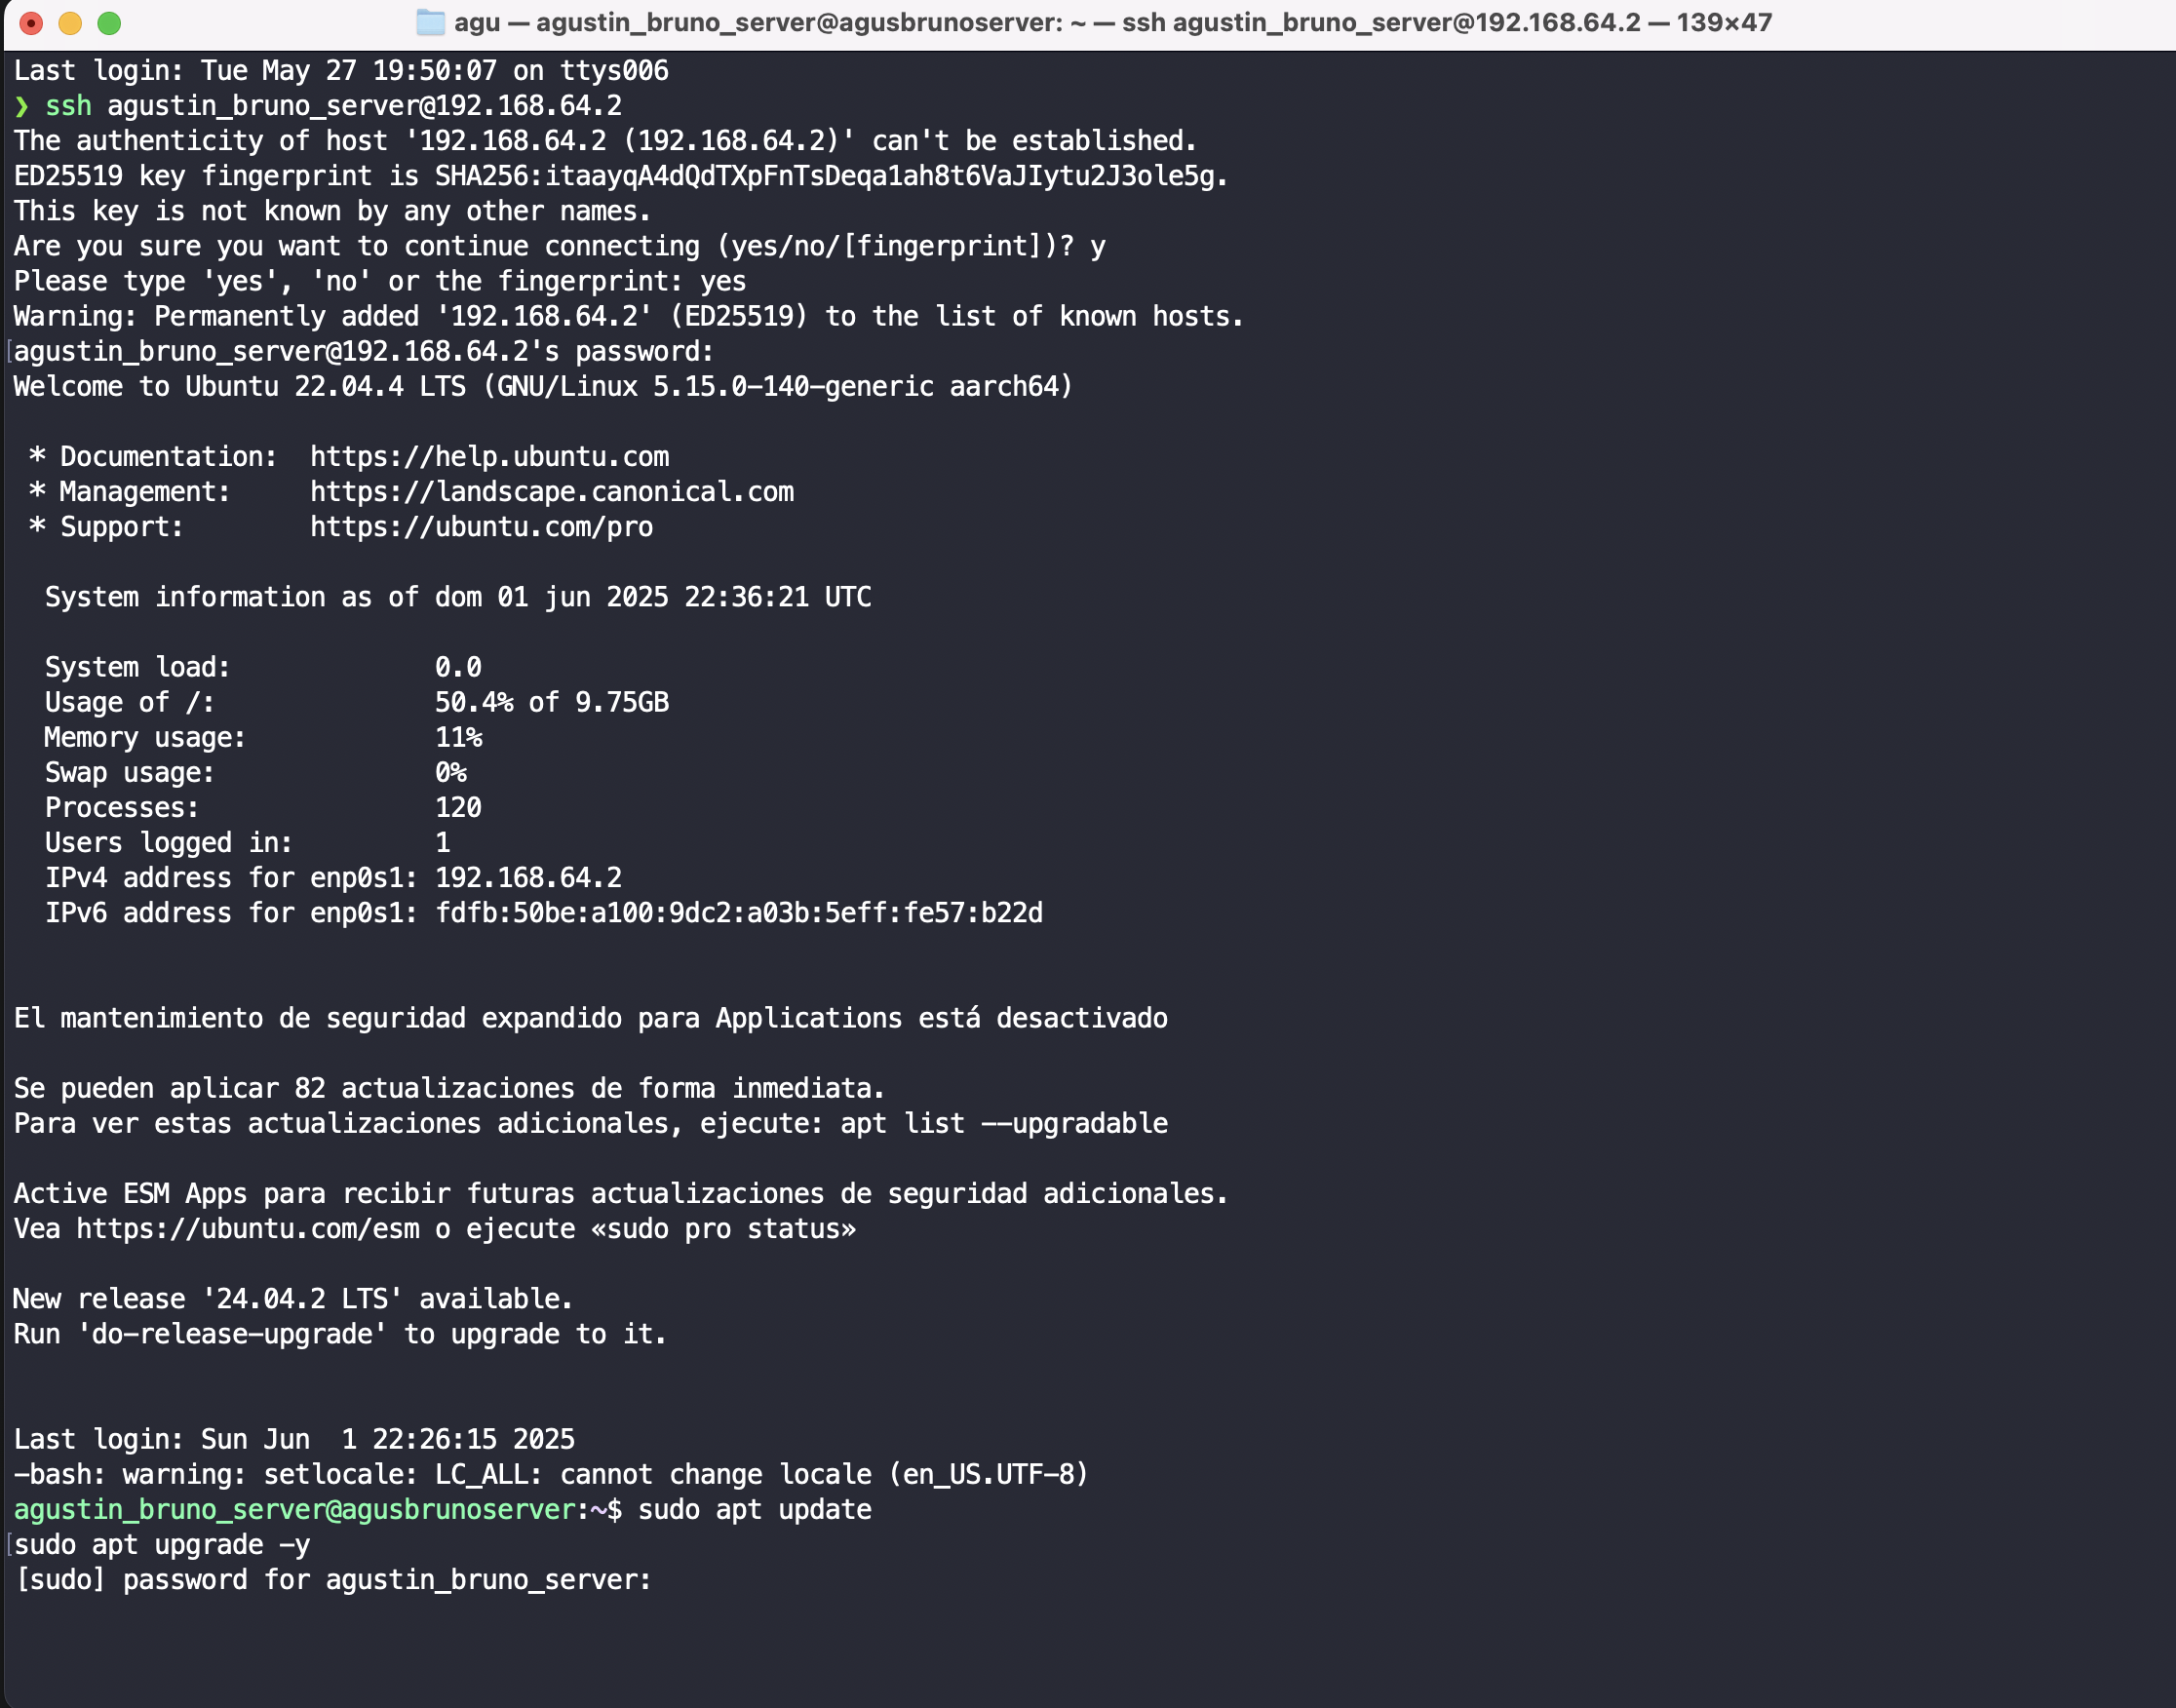 agu — agustin_bruno_server@agusbrunoserver: ~ — ssh agustin_bruno_server@192.168.64.2 — 139×47
Last login: Tue May 27 19:50:07 on ttys006
❯ ssh agustin_bruno_server@192.168.64.2
The authenticity of host '192.168.64.2 (192.168.64.2)' can't be established.
ED25519 key fingerprint is SHA256:itaayqA4dQdTXpFnTsDeqa1ah8t6VaJIytu2J3ole5g.
This key is not known by any other names.
Are you sure you want to continue connecting (yes/no/[fingerprint])? y
Please type 'yes', 'no' or the fingerprint: yes
Warning: Permanently added '192.168.64.2' (ED25519) to the list of known hosts.
[agustin_bruno_server@192.168.64.2's password:
Welcome to Ubuntu 22.04.4 LTS (GNU/Linux 5.15.0-140-generic aarch64)
* Documentation:  https://help.ubuntu.com
* Management:     https://landscape.canonical.com
* Support:        https://ubuntu.com/pro
System information as of dom 01 jun 2025 22:36:21 UTC
System load:             0.0
Usage of /:              50.4% of 9.75GB
Memory usage:            11%
Swap usage:              0%
Processes:               120
Users logged in:         1
IPv4 address for enp0s1: 192.168.64.2
IPv6 address for enp0s1: fdfb:50be:a100:9dc2:a03b:5eff:fe57:b22d
El mantenimiento de seguridad expandido para Applications está desactivado
Se pueden aplicar 82 actualizaciones de forma inmediata.
Para ver estas actualizaciones adicionales, ejecute: apt list --upgradable
Active ESM Apps para recibir futuras actualizaciones de seguridad adicionales.
Vea https://ubuntu.com/esm o ejecute «sudo pro status»
New release '24.04.2 LTS' available.
Run 'do-release-upgrade' to upgrade to it.
Last login: Sun Jun  1 22:26:15 2025
-bash: warning: setlocale: LC_ALL: cannot change locale (en_US.UTF-8)
agustin_bruno_server@agusbrunoserver:~$ sudo apt update
[sudo apt upgrade -y
[sudo] password for agustin_bruno_server: